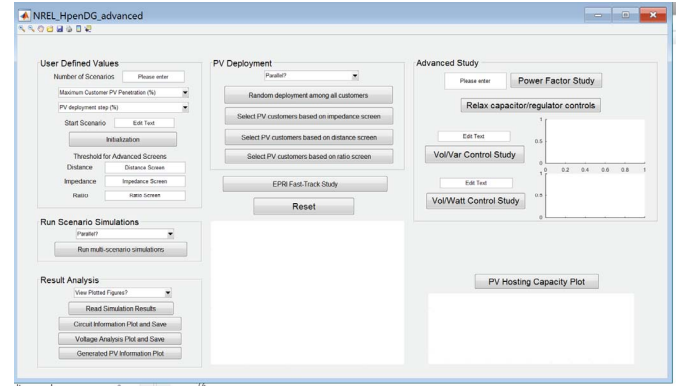 NREL_HpenDG_advanced
User Defined Values
Number of Scenarios
Please enter
Maximum Customer PV Penetration (%)
PV deployment step (%)
Start Scenario
Edit Text
Initialization
Threshold for Advanced Screens
Distance
Distance Screen
Impedance
Impedance Screen
Ratio
Ratio Screen
Run Scenario Simulations
Parallel?
Run multi-scenario simulations
Result Analysis
View Plotted Figures?
Read Simulation Results
Circuit Information Plot and Save
Voltage Analysis Plot and Save
Generated PV Information Plot
PV Deployment
Parallel?
Random deployment among all customers
Select PV customers based on impedance screen
Select PV customers based on distance screen
Select PV customers based on ratio screen
EPRI Fast-Track Study
Reset
Advanced Study
Please enter
Power Factor Study
Relax capacitor/regulator controls
Edit Text
Vol/Var Control Study
1
0.5
0
0 0.2 0.4 0.6 0.8 1
Edit Text
Vol/Watt Control Study
1
0.5
0
PV Hosting Capacity Plot